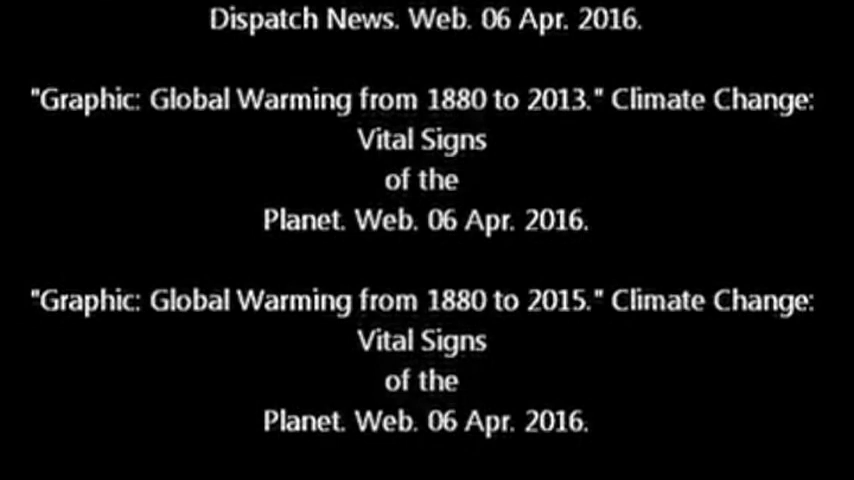 Dispatch News. Web. 06 Apr. 2016.
"Graphic: Global Warming from 1880 to 2013." Climate Change:
Vital Signs
of the
Planet. Web. 06 Apr. 2016.
"Graphic: Global Warming from 1880 to 2015." Climate Change:
Vital Signs
of the
Planet. Web. 06 Apr. 2016.